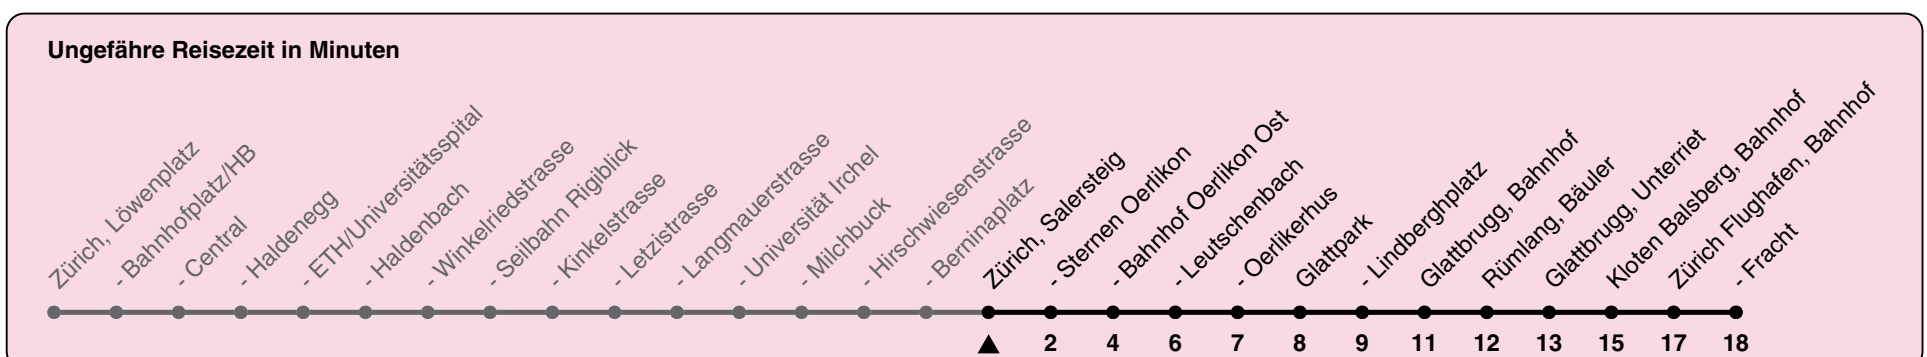 Ungefähre Reisezeit in Minuten
Zürich, Löwenplatz
- Bahnhofplatz/HB
- Central
- Haldenegg
- ETH/Universitätsspital
- Haldenbach
- Winkelriedstrasse
- Seilbahn Rigiblick
- Kinkelstrasse
- Letzistrasse
- Langmauerstrasse
- Universität Irchel
- Milchbuck
- Hirschwiesenstrasse
- Berninaplatz
Zürich, Salersteig
- Sternen Oerlikon
- Bahnhof Oerlikon Ost
- Leutschenbach
- Oerlikerhus
Glattpark
- Lindberghplatz
Glattbrugg, Bahnhof
Rümlang, Bäuler
Glattbrugg, Unterriet
Kloten Balsberg, Bahnhof
Zürich Flughafen, Bahnhof
- Fracht
2 4 6 7 8 9 11 12 13 15 17 18